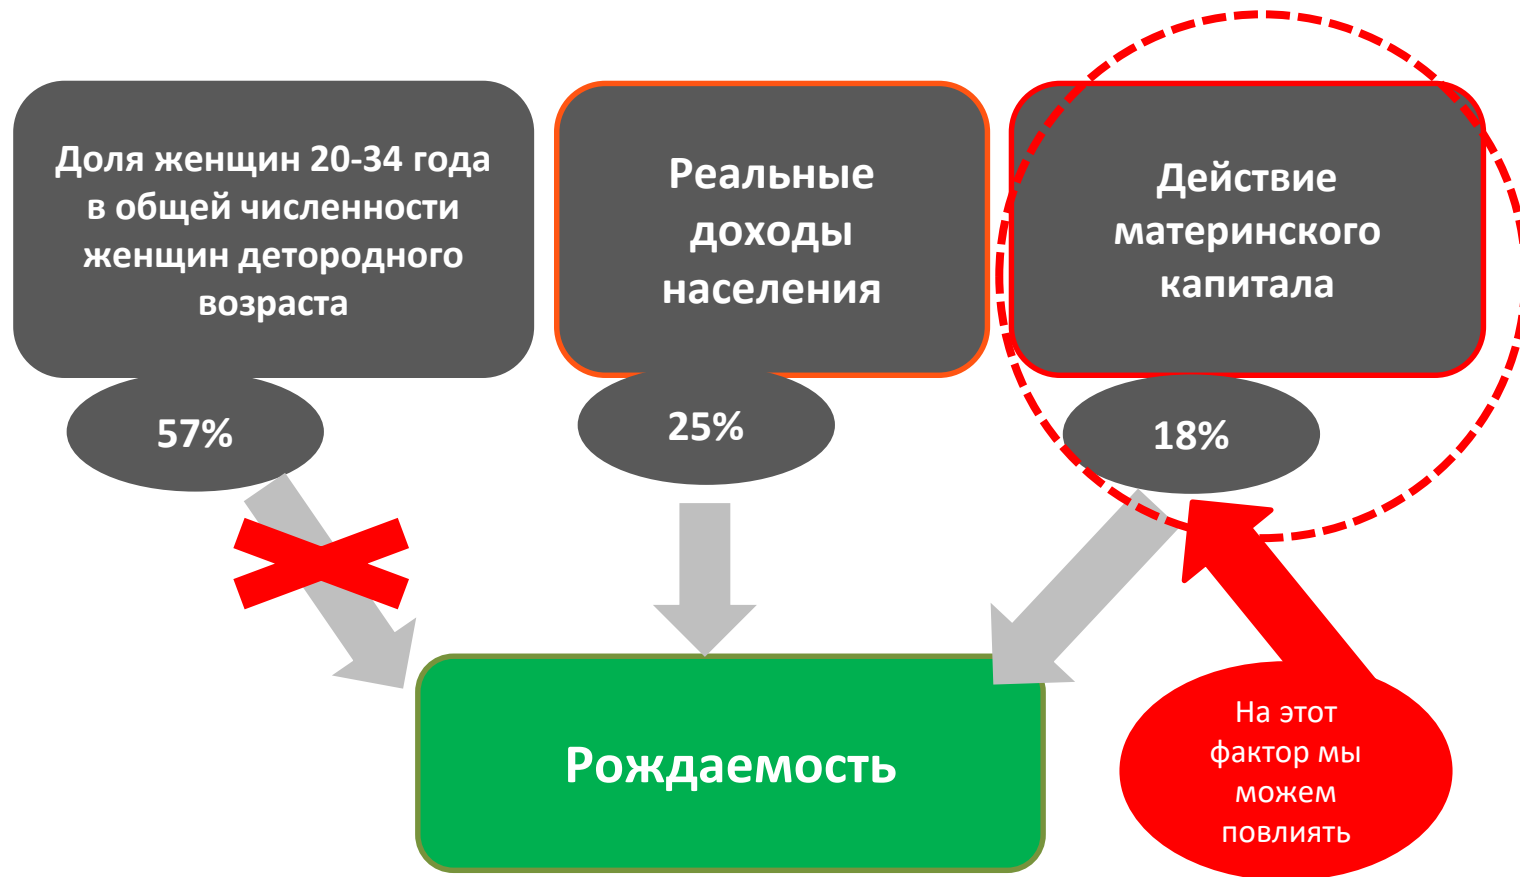 Доля женщин 20-34 года
в общей численности
женщин детородного
возраста
57%
Реальные
доходы
населения
25%
Действие
материнского
капитала
18%
Рождаемость
На этот
фактор мы
можем
повлиять